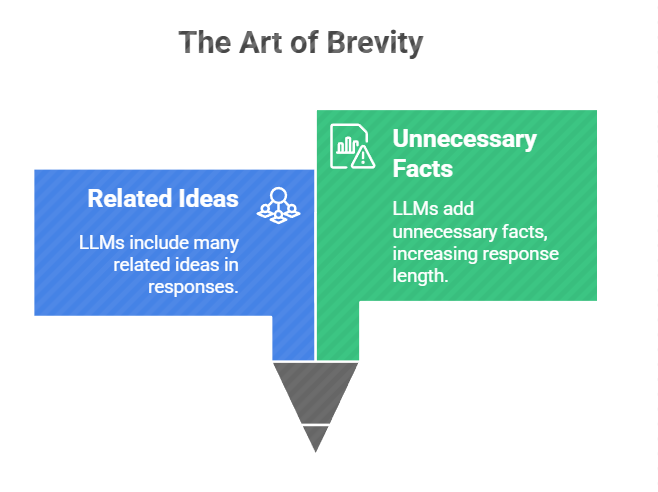 The Art of Brevity
Related Ideas
LLMs include many
related ideas in
responses.
Unnecessary
Facts
LLMs add
unnecessary facts,
increasing response
length.